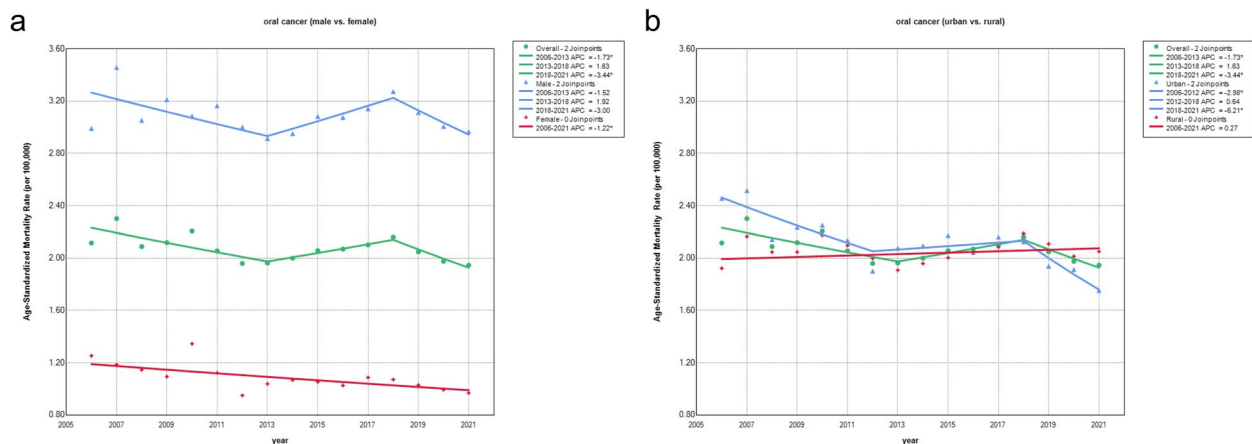 a
oral cancer (male vs. female)
Age-Standardized Mortality Rate (per 100,000)
3.60
3.20
2.80
2.40
2.00
1.60
1.20
0.80
2005
2007
2009
2011
2013
2015
2017
2019
2021
year
Overall - 2 Joinpoints
2006-2013 APC = -1.73*
2013-2018 APC = 1.63
2018-2021 APC = -3.44*
Male - 2 Joinpoints
2006-2013 APC = -1.52
2013-2018 APC = 1.92
2018-2021 APC = -3.00
Female - 0 Joinpoints
2006-2021 APC = -1.22*
b
oral cancer (urban vs. rural)
Age-Standardized Mortality Rate (per 100,000)
3.60
3.20
2.80
2.40
2.00
1.60
1.20
0.80
2005
2007
2009
2011
2013
2015
2017
2019
2021
year
Overall - 2 Joinpoints
2006-2013 APC = -1.73*
2013-2018 APC = 1.63
2018-2021 APC = -3.44*
Urban - 2 Joinpoints
2006-2012 APC = -2.98*
2012-2018 APC = 0.64
2018-2021 APC = -6.21*
Rural - 0 Joinpoints
2006-2021 APC = 0.27